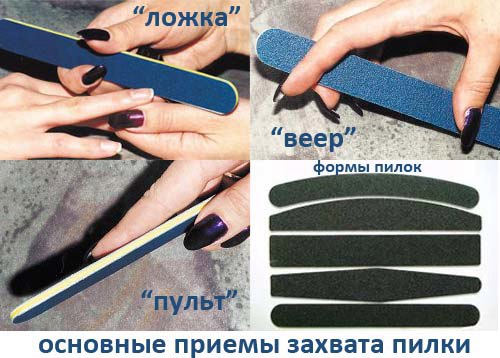 “ложка”
“веер”
формы пилок
“пульт”
основные приемы захвата пилки